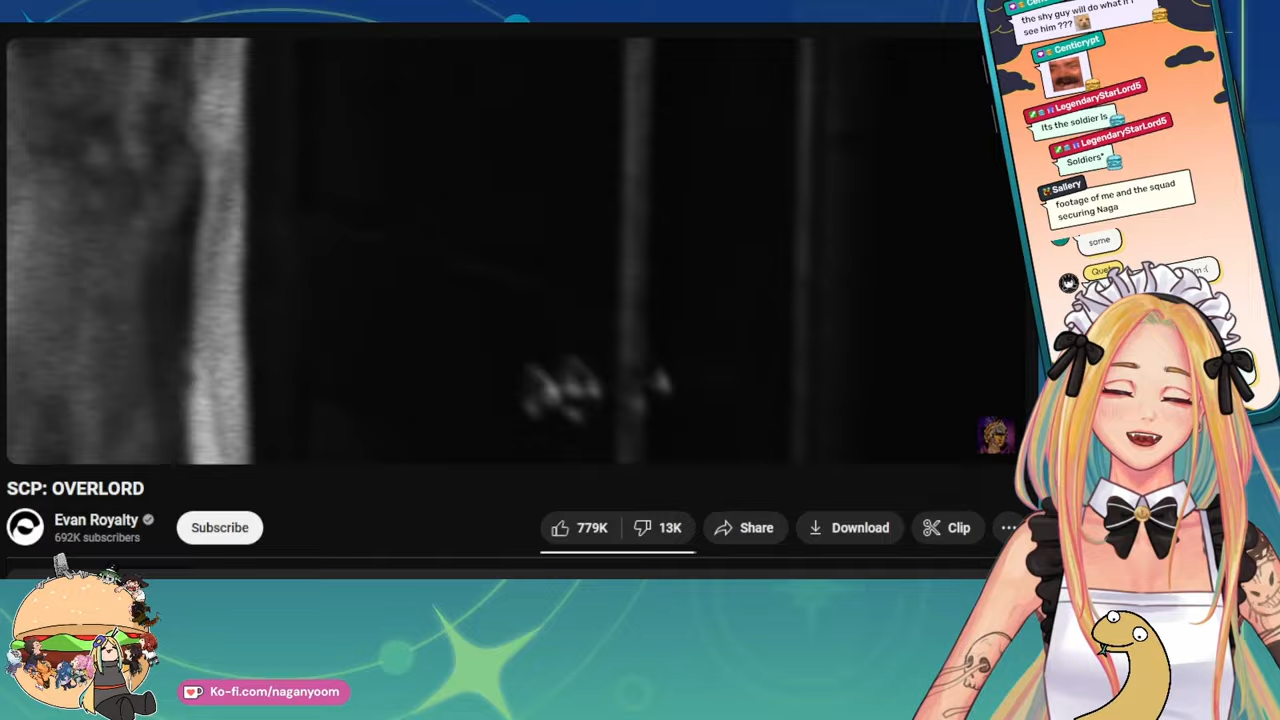 the shy guy will do what if i
see him ???
Centicrypt
LegendaryStarLord5
Its the soldier is
LegendaryStarLord5
Soldiers*
Sallery
footage of me and the squad
securing Naga
some
SCP: OVERLORD
Evan Royalty
692K subscribers
Subscribe
779K
13K
Share
Download
Clip
Ko-fi.com/naganyoom